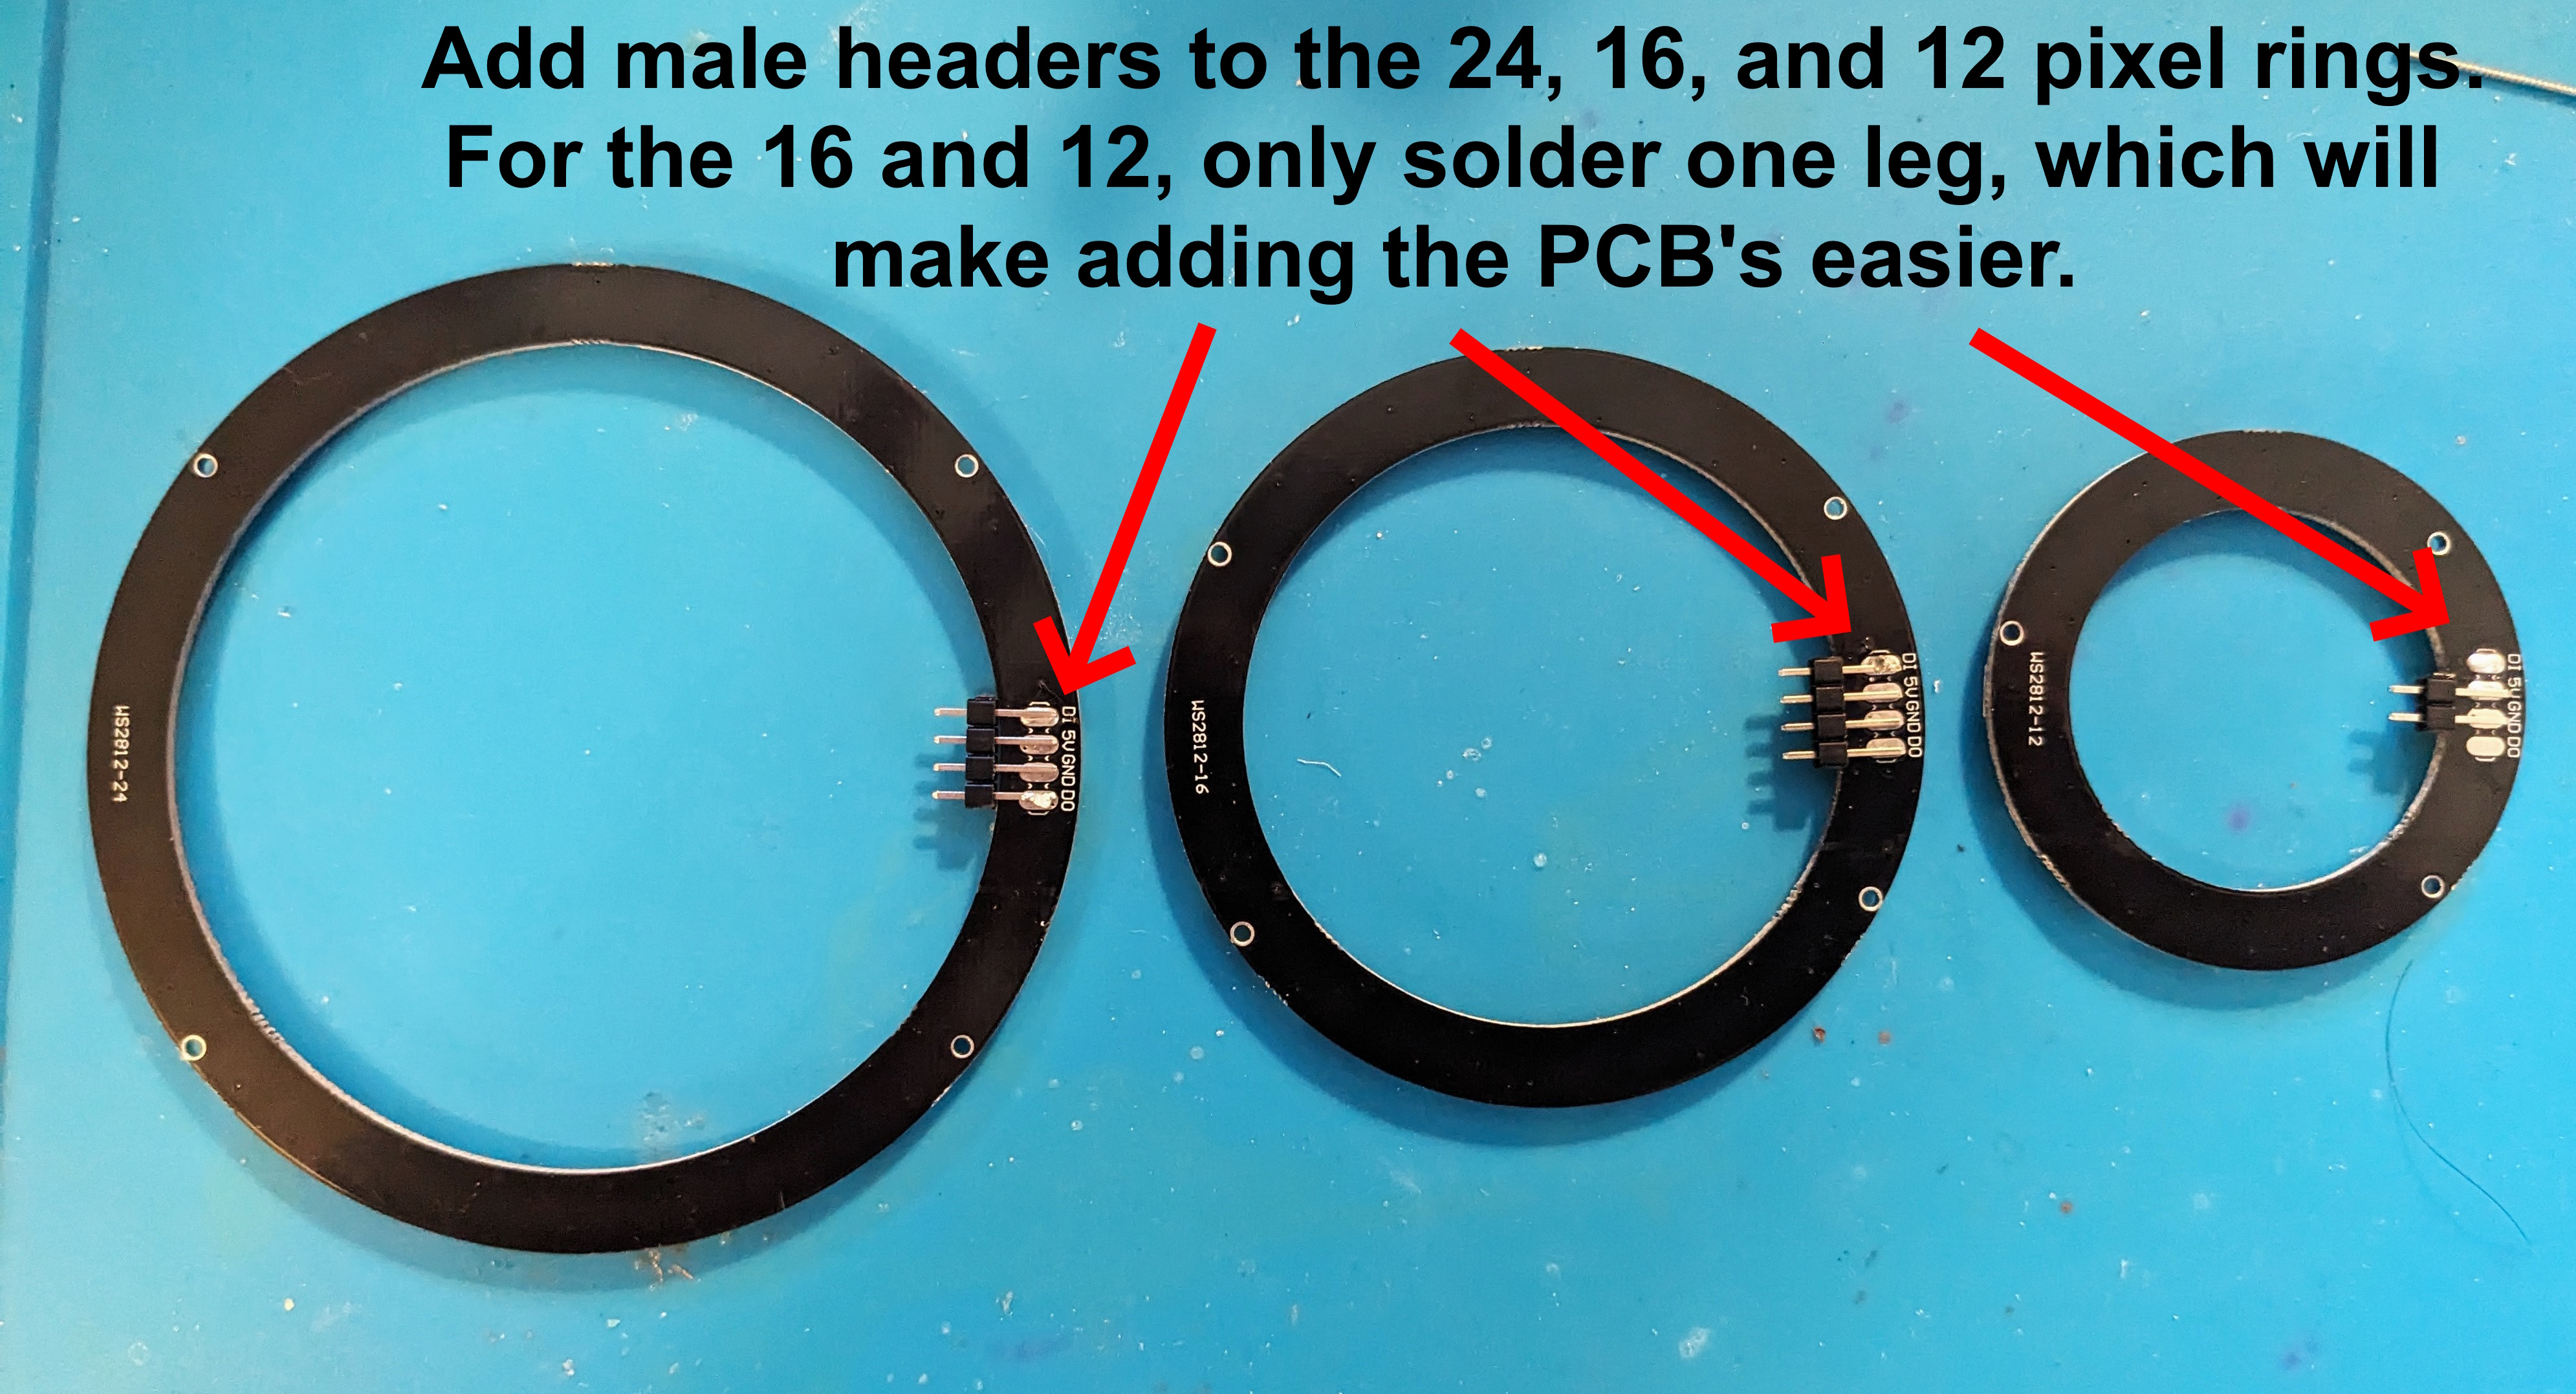 Add male headers to the 24, 16, and 12 pixel rings.
For the 16 and 12, only solder one leg, which will
make adding the PCB's easier.
WS2812-24
DI 5V GND DO
WS2812-16
DI 5V GND DO
WS2812-12
DI 5V GND DO